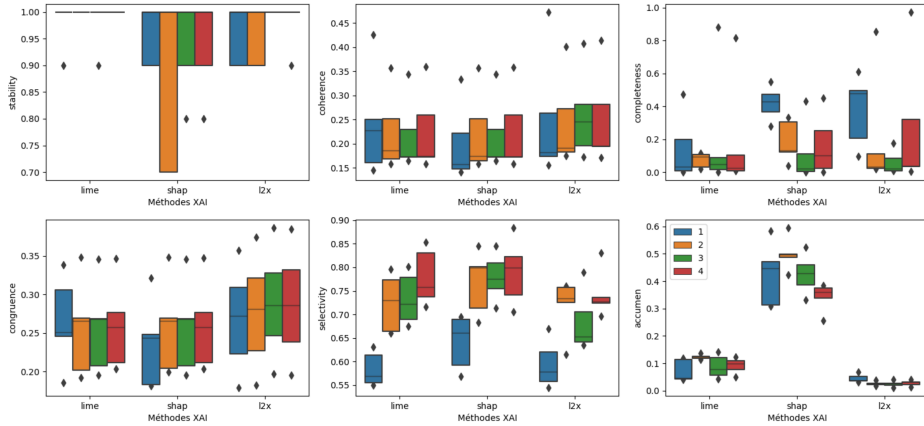 stability
1.00
0.95
0.90
0.85
0.80
0.75
0.70
lime shap l2x
Méthodes XAI
coherence
0.45
0.40
0.35
0.30
0.25
0.20
0.15
lime shap l2x
Méthodes XAI
completeness
1.0
0.8
0.6
0.4
0.2
0.0
lime shap l2x
Méthodes XAI
congruence
0.35
0.30
0.25
0.20
lime shap l2x
Méthodes XAI
selectivity
0.90
0.85
0.80
0.75
0.70
0.65
0.60
0.55
lime shap l2x
Méthodes XAI
accumen
0.6
0.5
0.4
0.3
0.2
0.1
0.0
1
2
3
4
lime shap l2x
Méthodes XAI